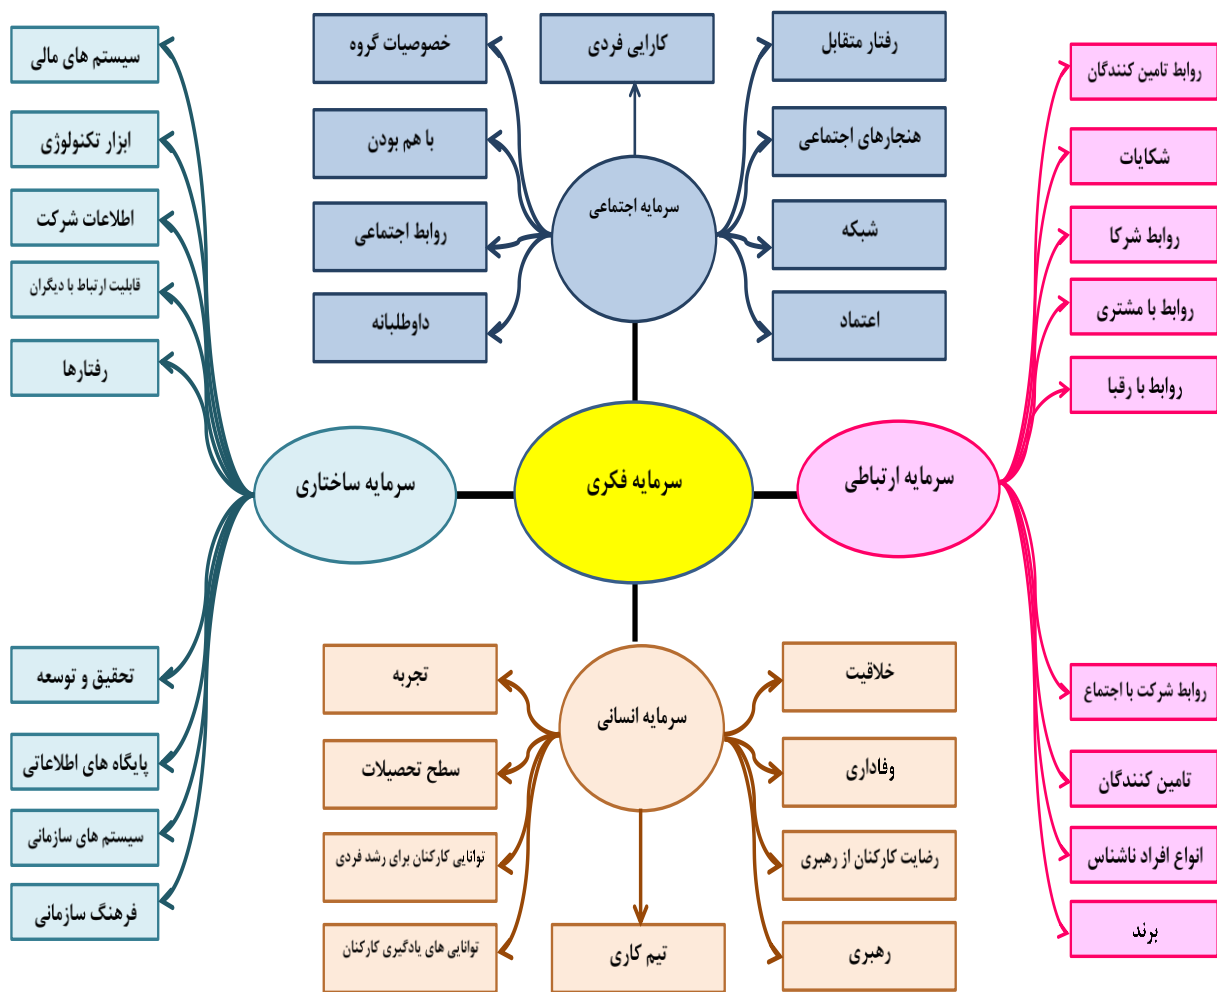 سرمایه فکری
سرمایه اجتماعی
رفتار متقابل
هنجارهای اجتماعی
شبکه
اعتماد
کارایی فردی
خصوصیات گروه
با هم بودن
روابط اجتماعی
داوطلبانه
سرمایه ارتباطی
روابط تامین کنندگان
شکایات
روابط شرکا
روابط با مشتری
روابط با رقبا
روابط شرکت با اجتماع
تامین کنندگان
انواع افراد ناشناس
برند
سرمایه انسانی
خلاقیت
وفاداری
رضایت کارکنان از رهبری
رهبری
تیم کاری
تجربه
سطح تحصیلات
توانایی کارکنان برای رشد فردی
توانایی های یادگیری کارکنان
سرمایه ساختاری
سیستم های مالی
ابزار تکنولوژی
اطلاعات شرکت
قابلیت ارتباط با دیگران
رفتارها
تحقیق و توسعه
پایگاه های اطلاعاتی
سیستم های سازمانی
فرهنگ سازمانی